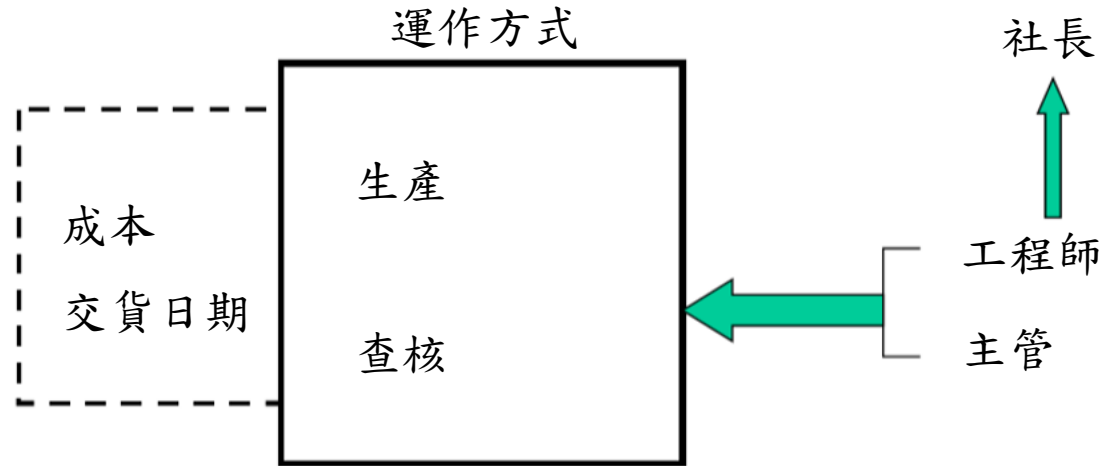 運作方式
社長
生產
成本
工程師
交貨日期
查核
主管